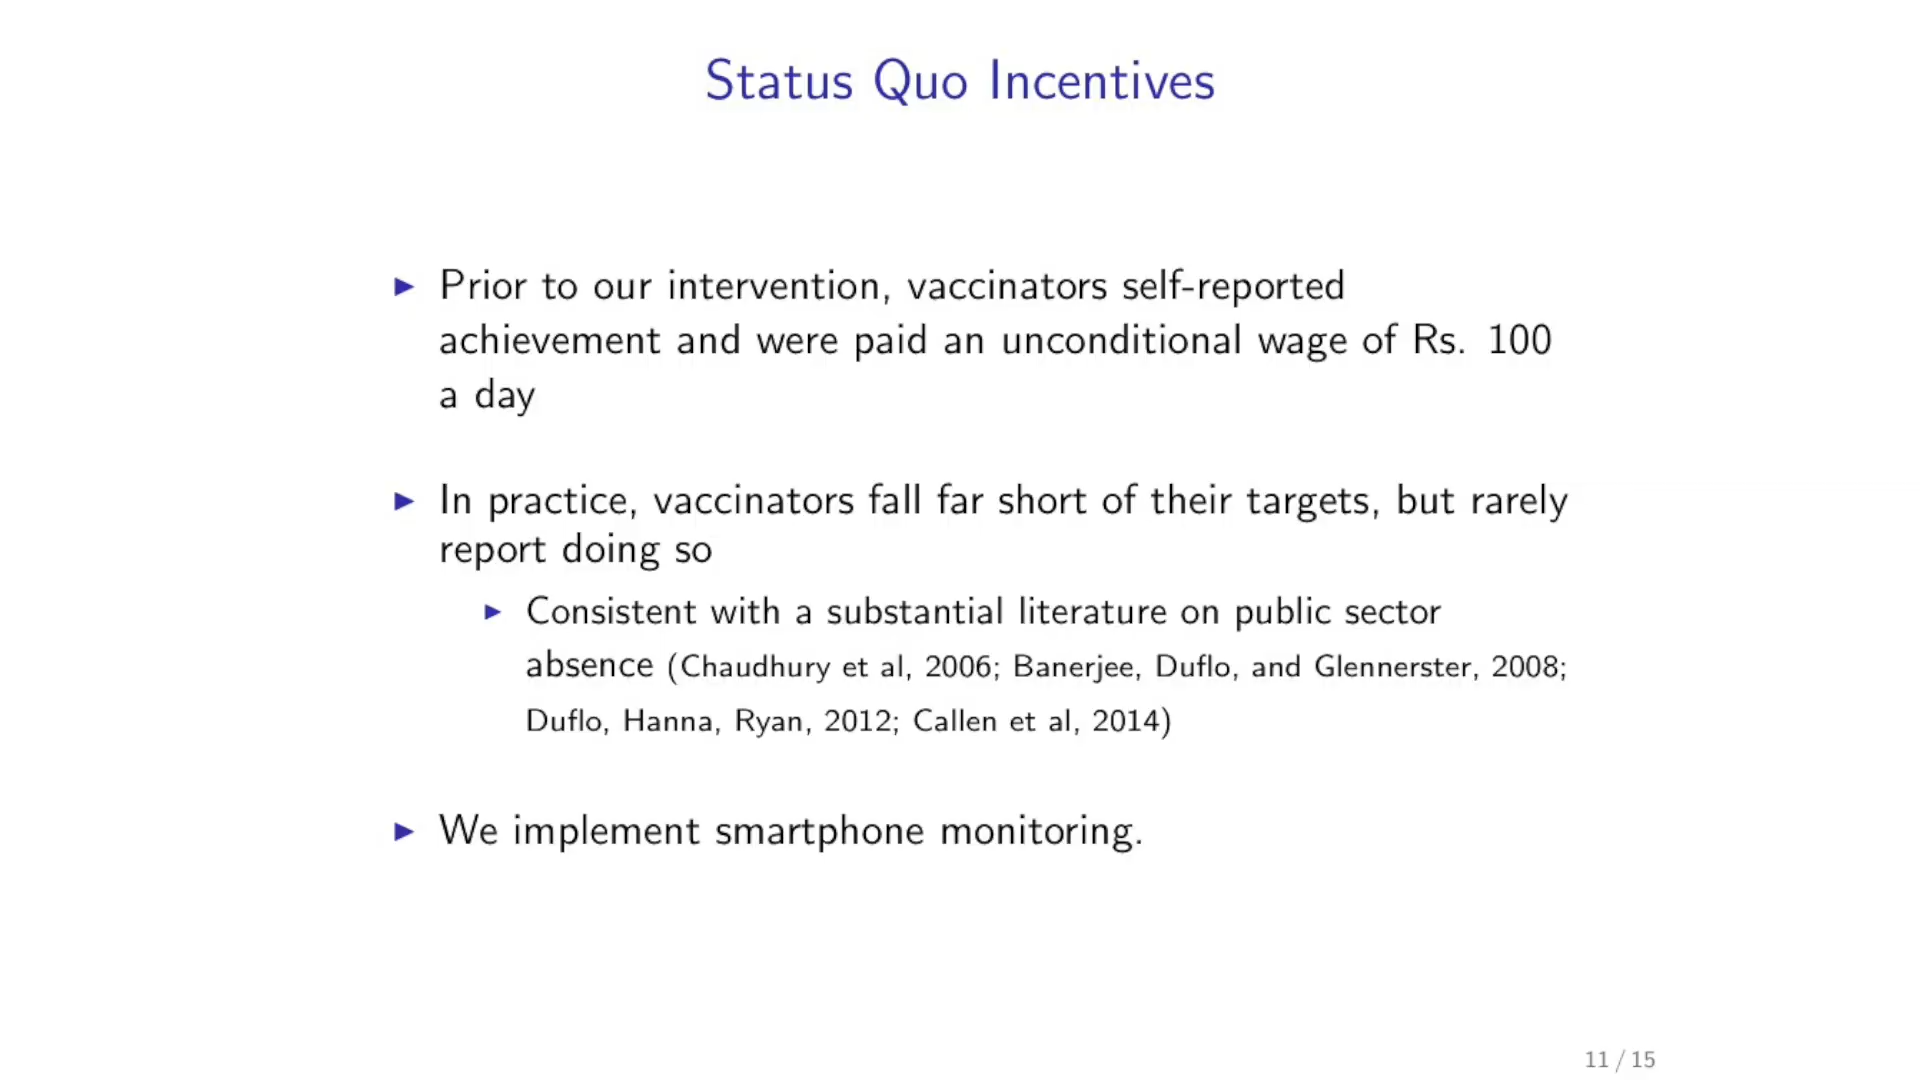 Status Quo Incentives
Prior to our intervention, vaccinators self-reported
achievement and were paid an unconditional wage of Rs. 100
a day
In practice, vaccinators fall far short of their targets, but rarely
report doing so
Consistent with a substantial literature on public sector
absence (Chaudhury et al, 2006; Banerjee, Duflo, and Glennerster, 2008;
Duflo, Hanna, Ryan, 2012; Callen et al, 2014)
We implement smartphone monitoring.
11 / 15